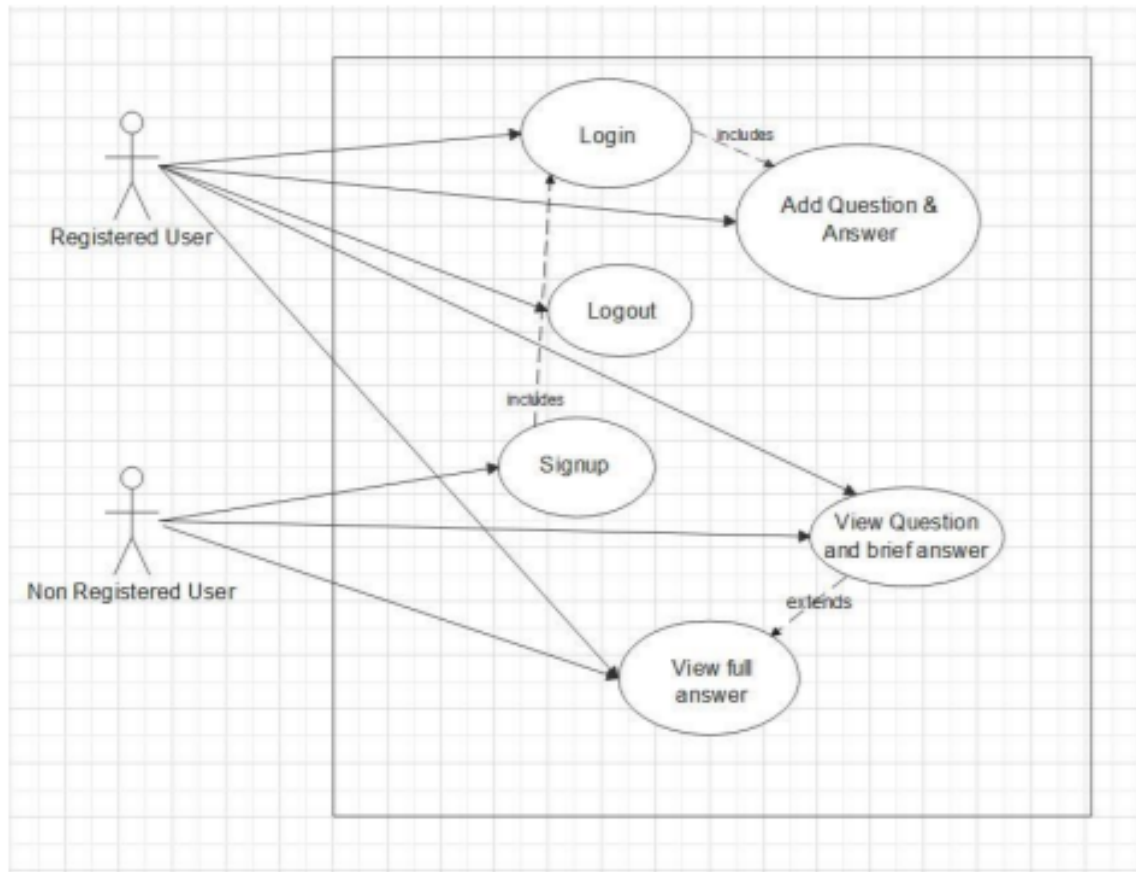 Login
includes
Add Question &
Answer
Registered User
Logout
includes
Signup
Non Registered User
View Question
and brief answer
extends
View full
answer